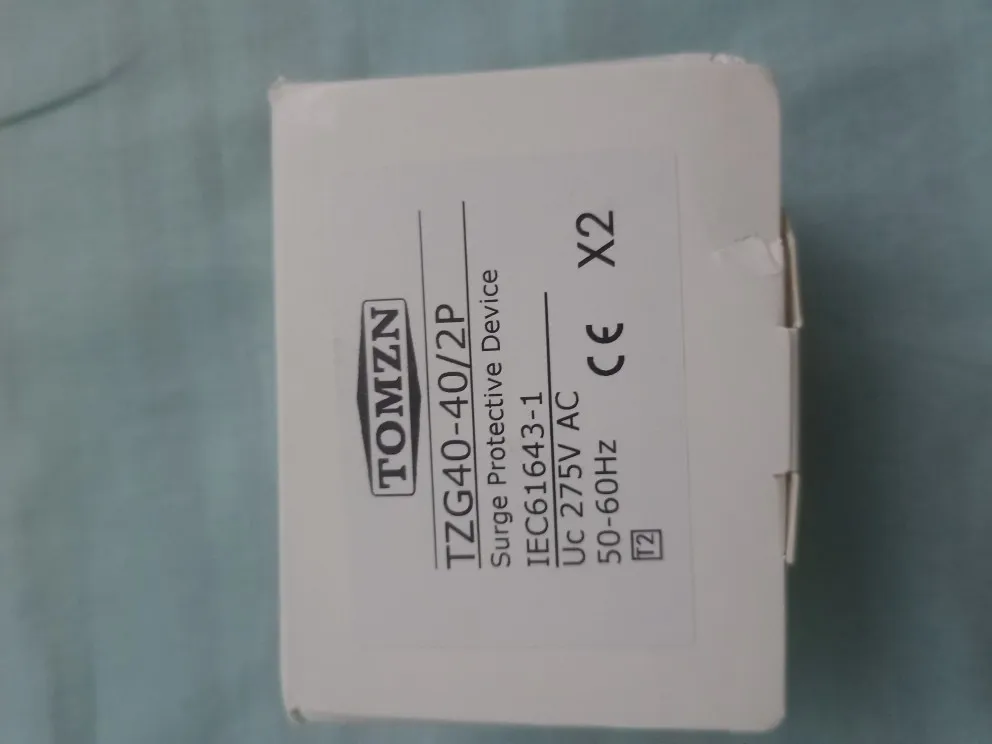 TOMZN
TZG40-40/2P
Surge Protective Device
IEC61643-1
Uc 275V AC
50-60Hz CE X2
T2